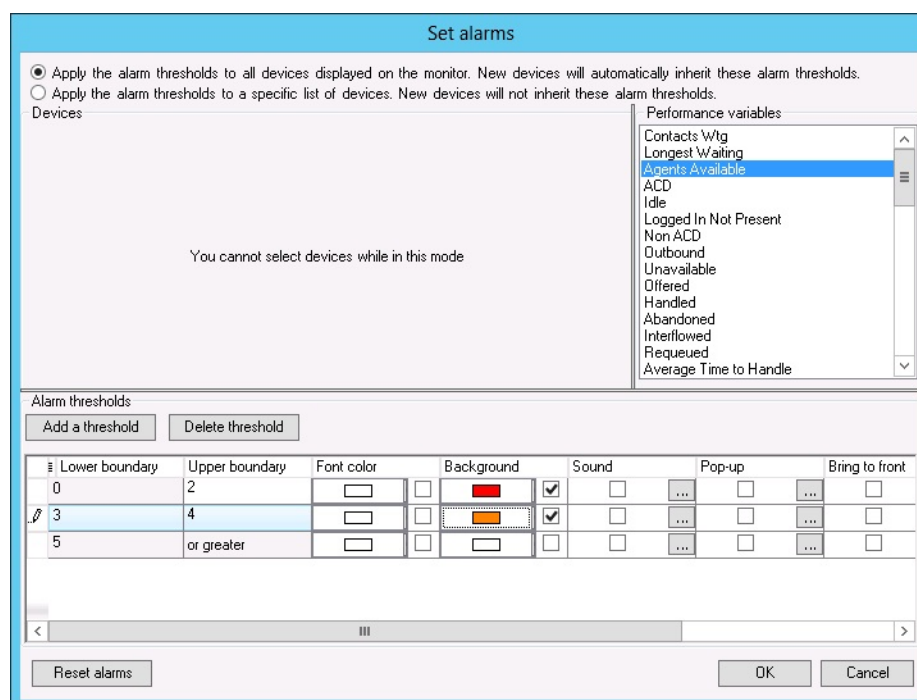 Set alarms
Apply the alarm thresholds to all devices displayed on the monitor. New devices will automatically inherit these alarm thresholds.
Apply the alarm thresholds to a specific list of devices. New devices will not inherit these alarm thresholds.
Devices
You cannot select devices while in this mode
Performance variables
Contacts Wtg
Longest Waiting
Agents Available
ACD
Idle
Logged In Not Present
Non ACD
Outbound
Unavailable
Offered
Handled
Abandoned
Interflowed
Requeued
Average Time to Handle
Alarm thresholds
Add a threshold Delete threshold
Lower boundary Upper boundary Font color Background Sound Pop-up Bring to front
0 2 ... ...
3 4 ... ...
5 or greater ... ...
Reset alarms OK Cancel